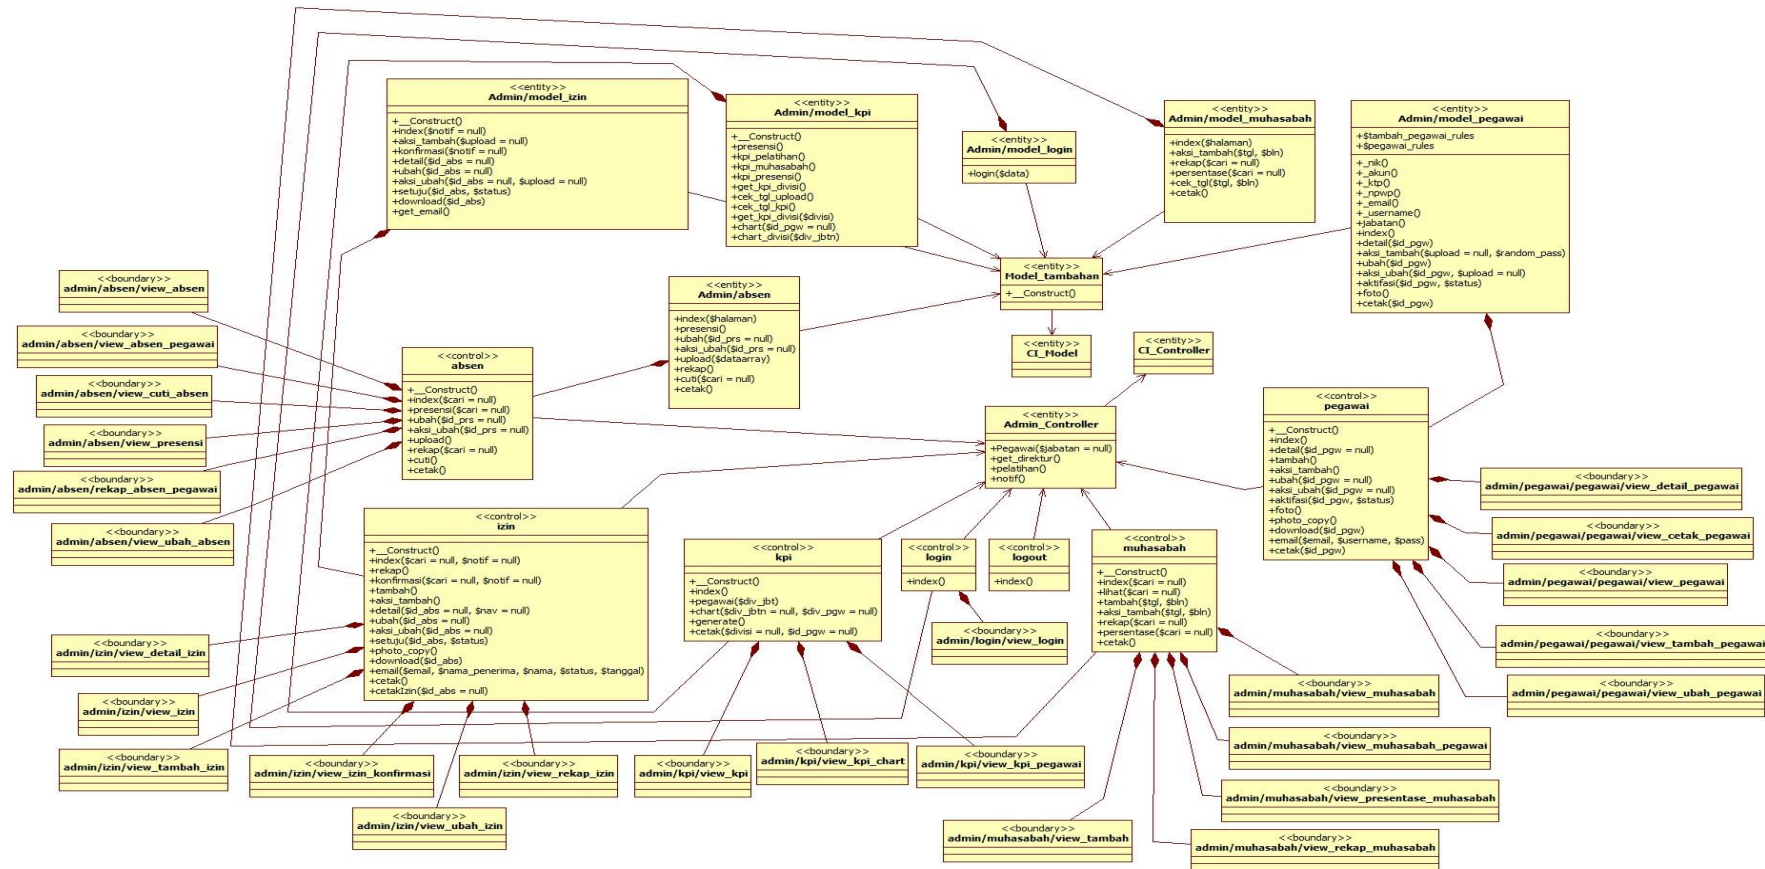 <<entity>>
Admin/model_izin
+__Construct()
+index($notif = null)
+aksi_tambah($upload = null)
+konfirmasi($notif = null)
+detail($id_abs = null)
+ubah($id_abs = null)
+aksi_ubah($id_abs = null, $upload = null)
+setuju($id_abs, $status)
+download($id_abs)
+get_email()
<<entity>>
Admin/model_kpi
+__Construct()
+presensi()
+kpi_pelatihan()
+kpi_muhasabah()
+kpi_presensi()
+get_kpi_divisi()
+cek_tgl_upload()
+cek_tgl_kpi()
+get_kpi_divisi($divisi)
+chart($id_pgw = null)
+chart_divisi($div_jbtn)
<<entity>>
Admin/model_login
+login($data)
<<entity>>
Admin/model_muhasabah
+index($halaman)
+aksi_tambah($tgl, $bln)
+rekap($cari = null)
+persentase($cari = null)
+cek_tgl($tgl, $bln)
+cetak()
<<entity>>
Admin/model_pegawai
+$tambah_pegawai_rules
+$pegawai_rules
+_nik()
+_akun()
+_ktp()
+_npwp()
+_email()
+_username()
+jabatan()
+index()
+detail($id_pgw)
+aksi_tambah($upload = null, $random_pass)
+ubah($id_pgw)
+aksi_ubah($id_pgw, $upload = null)
+aktifasi($id_pgw, $status)
+foto()
+cetak($id_pgw)
<<entity>>
Model_tambahan
+__Construct()
<<entity>>
CI_Model
<<entity>>
CI_Controller
<<entity>>
Admin/absen
+index($halaman)
+presensi()
+ubah($id_prs = null)
+aksi_ubah($id_prs = null)
+upload($dataarray)
+rekap()
+cuti($cari = null)
+cetak()
<<boundary>>
admin/absen/view_absen
<<boundary>>
admin/absen/view_absen_pegawai
<<boundary>>
admin/absen/view_cuti_absen
<<boundary>>
admin/absen/view_presensi
<<boundary>>
admin/absen/rekap_absen_pegawai
<<boundary>>
admin/absen/view_ubah_absen
<<control>>
absen
+__Construct()
+index($cari = null)
+presensi($cari = null)
+ubah($id_prs = null)
+aksi_ubah($id_prs = null)
+upload()
+rekap($cari = null)
+cuti()
+cetak()
<<entity>>
Admin_Controller
+Pegawai($jabatan = null)
+get_direktur()
+pelatihan()
+notif()
<<control>>
pegawai
+__Construct()
+index()
+detail($id_pgw = null)
+tambah()
+aksi_tambah()
+ubah($id_pgw = null)
+aksi_ubah($id_pgw = null)
+aktifasi($id_pgw, $status)
+foto()
+photo_copy()
+download($id_pgw)
+email($email, $username, $pass)
+cetak($id_pgw)
<<boundary>>
admin/pegawai/pegawai/view_detail_pegawai
<<boundary>>
admin/pegawai/pegawai/view_cetak_pegawai
<<boundary>>
admin/pegawai/pegawai/view_pegawai
<<boundary>>
admin/pegawai/pegawai/view_tambah_pegawai
<<boundary>>
admin/pegawai/pegawai/view_ubah_pegawai
<<control>>
izin
+__Construct()
+index($cari = null, $notif = null)
+rekap()
+konfirmasi($cari = null, $notif = null)
+tambah()
+aksi_tambah()
+detail($id_abs = null, $nav = null)
+ubah($id_abs = null)
+aksi_ubah($id_abs = null)
+setuju($id_abs, $status)
+photo_copy()
+download($id_abs)
+email($email, $nama_penerima, $nama, $status, $tanggal)
+cetak()
+cetakIzin($id_abs = null)
<<control>>
kpi
+__Construct()
+index()
+pegawai($div_jbt)
+chart($div_jbtn = null, $div_pgw = null)
+generate()
+cetak($divisi = null, $id_pgw = null)
<<control>>
login
+index()
<<control>>
logout
+index()
<<control>>
muhasabah
+__Construct()
+index($cari = null)
+lihat($cari = null)
+tambah($tgl, $bln)
+aksi_tambah($tgl, $bln)
+rekap($cari = null)
+persentase($cari = null)
+cetak()
<<boundary>>
admin/login/view_login
<<boundary>>
admin/izin/view_detail_izin
<<boundary>>
admin/izin/view_izin
<<boundary>>
admin/izin/view_tambah_izin
<<boundary>>
admin/izin/view_izin_konfirmasi
<<boundary>>
admin/izin/view_rekap_izin
<<boundary>>
admin/izin/view_ubah_izin
<<boundary>>
admin/kpi/view_kpi
<<boundary>>
admin/kpi/view_kpi_chart
<<boundary>>
admin/kpi/view_kpi_pegawai
<<boundary>>
admin/muhasabah/view_muhasabah
<<boundary>>
admin/muhasabah/view_muhasabah_pegawai
<<boundary>>
admin/muhasabah/view_presentase_muhasabah
<<boundary>>
admin/muhasabah/view_tambah
<<boundary>>
admin/muhasabah/view_rekap_muhasabah